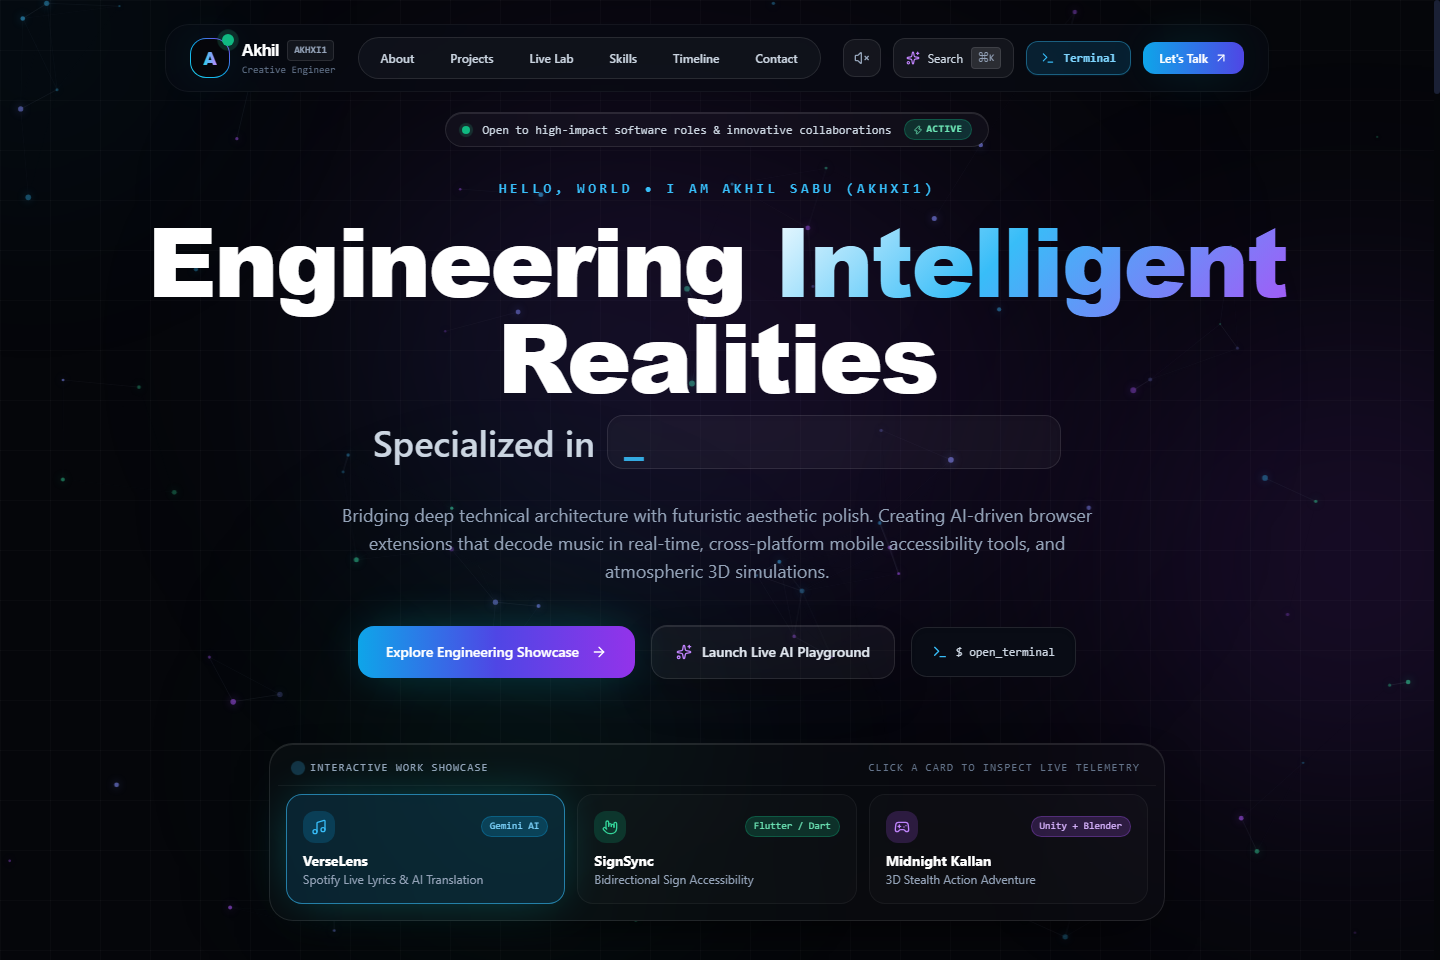 A
Akhil AKHXI1
Creative Engineer
About Projects Live Lab Skills Timeline Contact
Search ⌘K
Terminal
Let's Talk
Open to high-impact software roles & innovative collaborations ACTIVE
HELLO, WORLD • I AM AKHIL SABU (AKHXI1)
Engineering Intelligent
Realities
Specialized in _
Bridging deep technical architecture with futuristic aesthetic polish. Creating AI-driven browser
extensions that decode music in real-time, cross-platform mobile accessibility tools, and
atmospheric 3D simulations.
Explore Engineering Showcase
Launch Live AI Playground
$ open_terminal
INTERACTIVE WORK SHOWCASE
CLICK A CARD TO INSPECT LIVE TELEMETRY
Gemini AI
VerseLens
Spotify Live Lyrics & AI Translation
Flutter / Dart
SignSync
Bidirectional Sign Accessibility
Unity + Blender
Midnight Kallan
3D Stealth Action Adventure